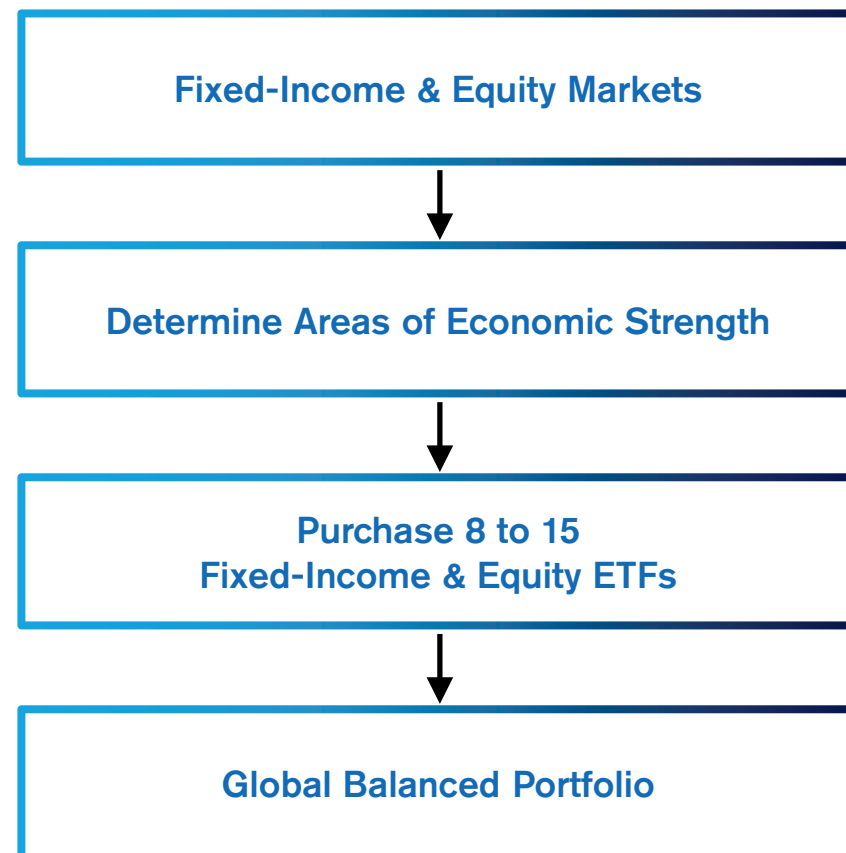 Fixed-Income & Equity Markets
Determine Areas of Economic Strength
Purchase 8 to 15
Fixed-Income & Equity ETFs
Global Balanced Portfolio